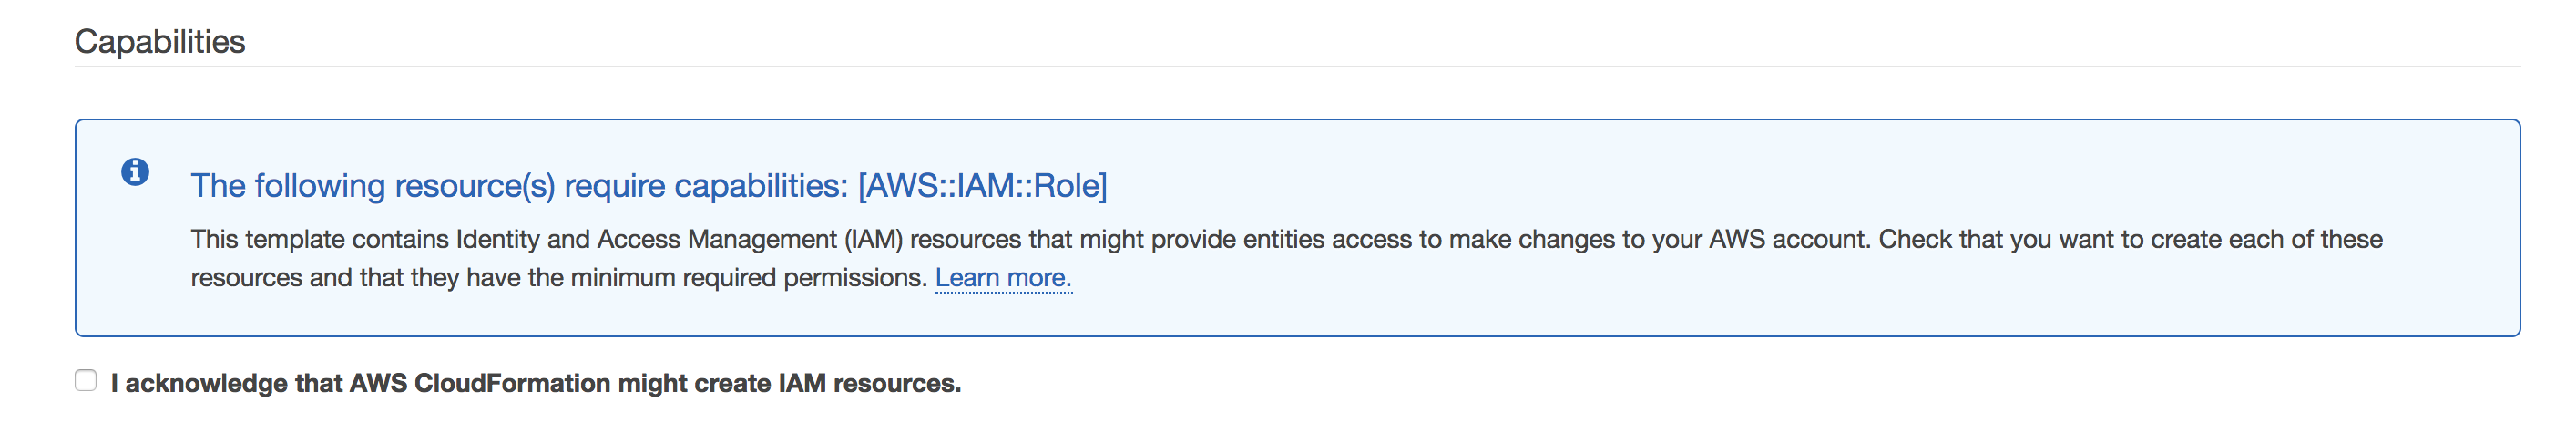 Capabilities
The following resource(s) require capabilities: [AWS::IAM::Role]
This template contains Identity and Access Management (IAM) resources that might provide entities access to make changes to your AWS account. Check that you want to create each of these
resources and that they have the minimum required permissions. Learn more.
I acknowledge that AWS CloudFormation might create IAM resources.